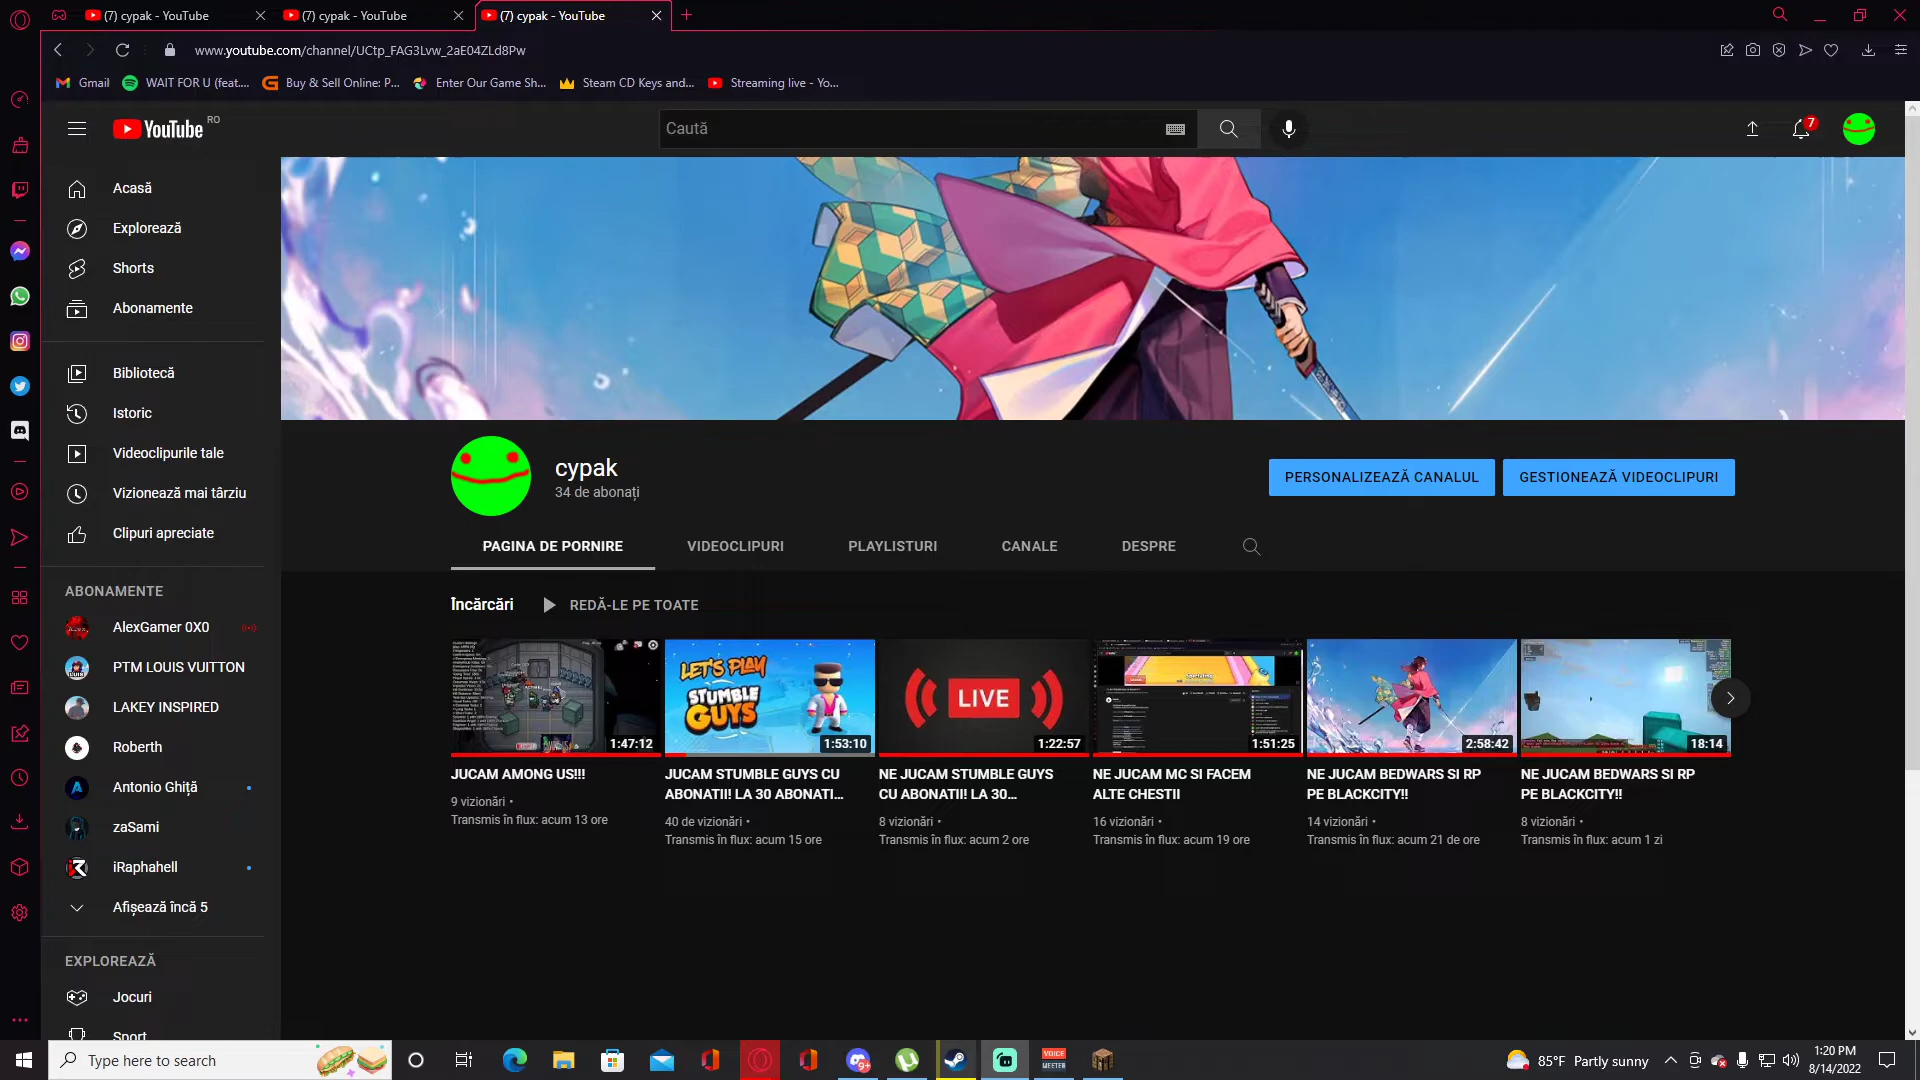 (7) cypak - YouTube
(7) cypak - YouTube
(7) cypak - YouTube
www.youtube.com/channel/UCtp_FAG3Lvw_2aE04ZLd8Pw
Gmail
WAIT FOR U (feat....
Buy & Sell Online: P...
Enter Our Game Sh...
Steam CD Keys and...
Streaming live - Yo...
YouTube RO
Caută
7
Acasă
Explorează
Shorts
Abonamente
Bibliotecă
Istoric
Videoclipurile tale
Vizionează mai târziu
Clipuri apreciate
ABONAMENTE
AlexGamer 0X0
PTM LOUIS VUITTON
LAKEY INSPIRED
Roberth
Antonio Ghiță
zaSami
iRaphahell
Afișează încă 5
EXPLOREAZĂ
Jocuri
Sport
cypak
34 de abonați
PERSONALIZEAZĂ CANALUL
GESTIONEAZĂ VIDEOCLIPURI
PAGINA DE PORNIRE
VIDEOCLIPURI
PLAYLISTURI
CANALE
DESPRE
Încărcări
REDĂ-LE PE TOATE
1:47:12
JUCAM AMONG US!!!
9 vizionări •
Transmis în flux: acum 13 ore
LET'S PLAY
STUMBLE
GUYS
1:53:10
JUCAM STUMBLE GUYS CU
ABONATII! LA 30 ABONATI...
40 de vizionări •
Transmis în flux: acum 15 ore
LIVE
1:22:57
NE JUCAM STUMBLE GUYS
CU ABONATII! LA 30...
8 vizionări •
Transmis în flux: acum 2 ore
1:51:25
NE JUCAM MC SI FACEM
ALTE CHESTII
16 vizionări •
Transmis în flux: acum 19 ore
2:58:42
NE JUCAM BEDWARS SI RP
PE BLACKCITY!!
14 vizionări •
Transmis în flux: acum 21 de ore
18:14
NE JUCAM BEDWARS SI RP
PE BLACKCITY!!
8 vizionări •
Transmis în flux: acum 1 zi
Type here to search
9+
VOICE
MEETER
85°F Partly sunny
1:20 PM
8/14/2022